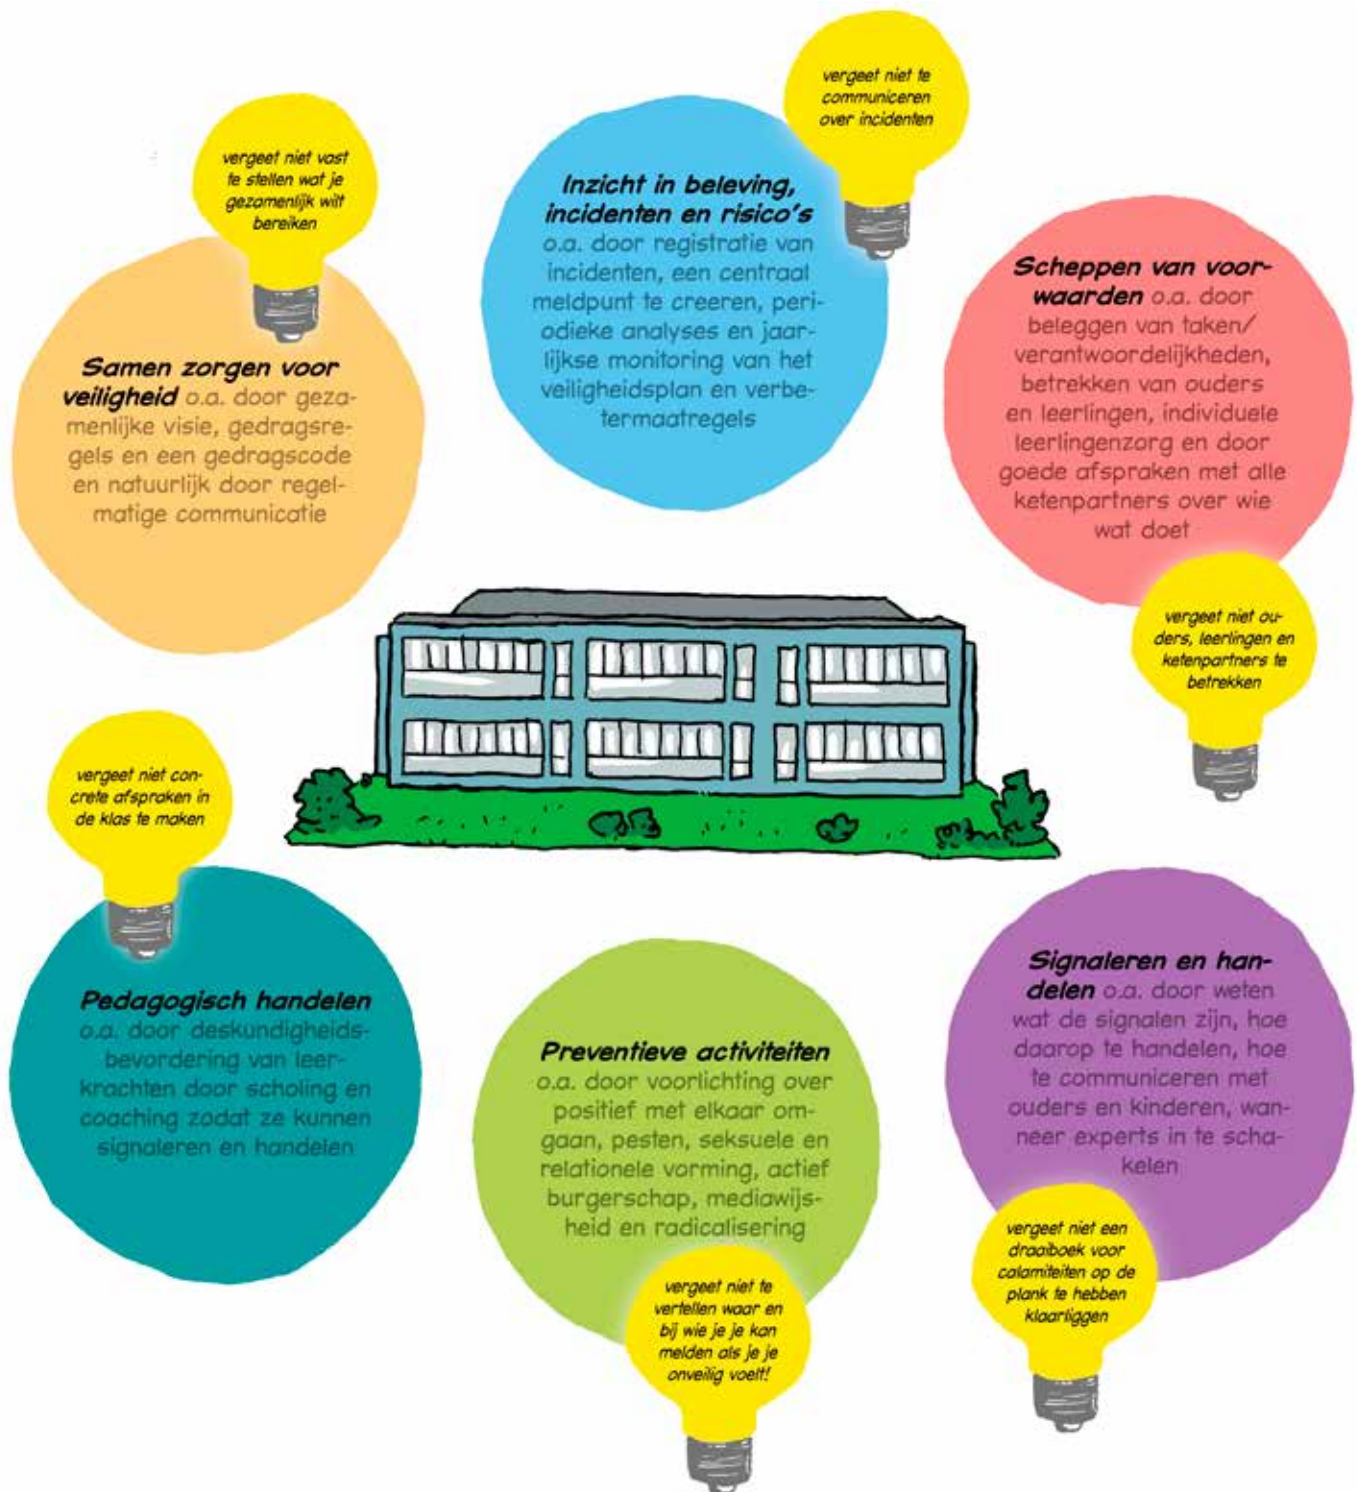 vergeet niet vast
te stellen wat je
gezamenlijk wilt
bereiken
Samen zorgen voor
veiligheid o.a. door geza-
menlijke visie, gedragsre-
gels en een gedragscode
en natuurlijk door regel-
matige communicatie
vergeet niet te
communiceren
over incidenten
Inzicht in beleving,
incidenten en risico's
o.a. door registratie van
incidenten, een centraal
meldpunt te creeren, peri-
odieke analyses en jaar-
lijkse monitoring van het
veiligheidsplan en verbe-
termaatregels
Scheppen van voor-
waarden o.a. door
beleggen van taken/
verantwoordelijkheden,
betrekken van ouders
en leerlingen, individuele
leerlingenzorg en door
goede afspraken met alle
ketenpartners over wie
wat doet
vergeet niet ou-
ders, leerlingen en
ketenpartners te
betrekken
vergeet niet con-
crete afspraken in
de klas te maken
Pedagogisch handelen
o.a. door deskundigheids-
bevordering van leer-
krachten door scholing en
coaching zodat ze kunnen
signaleren en handelen
Preventieve activiteiten
o.a. door voorlichting over
positief met elkaar om-
gaan, pesten, seksuele en
relationele vorming, actief
burgerschap, mediawijs-
heid en radicalisering
vergeet niet te
vertellen waar en
bij wie je je kan
melden als je je
onveilig voelt!
Signaleren en han-
delen o.a. door weten
wat de signalen zijn, hoe
daarop te handelen, hoe
te communiceren met
ouders en kinderen, wan-
neer experts in te scha-
kelen
vergeet niet een
draaiboek voor
calamiteiten op de
plank te hebben
klaarliggen